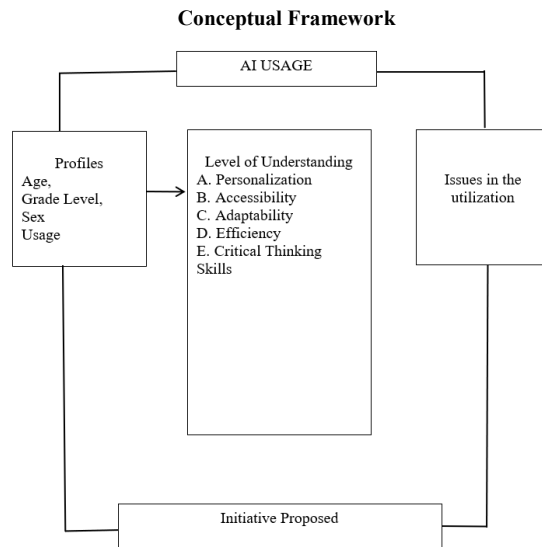 Conceptual Framework
AI USAGE
Profiles
Age,
Grade Level,
Sex
Usage
Level of Understanding
A. Personalization
B. Accessibility
C. Adaptability
D. Efficiency
E. Critical Thinking
Skills
Issues in the
utilization
Initiative Proposed